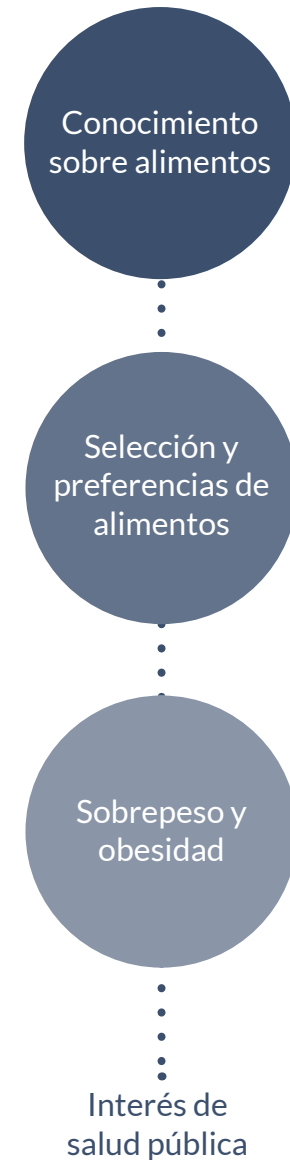 Conocimiento
sobre alimentos
Selección y
preferencias de
alimentos
Sobrepeso y
obesidad
Interés de
salud pública